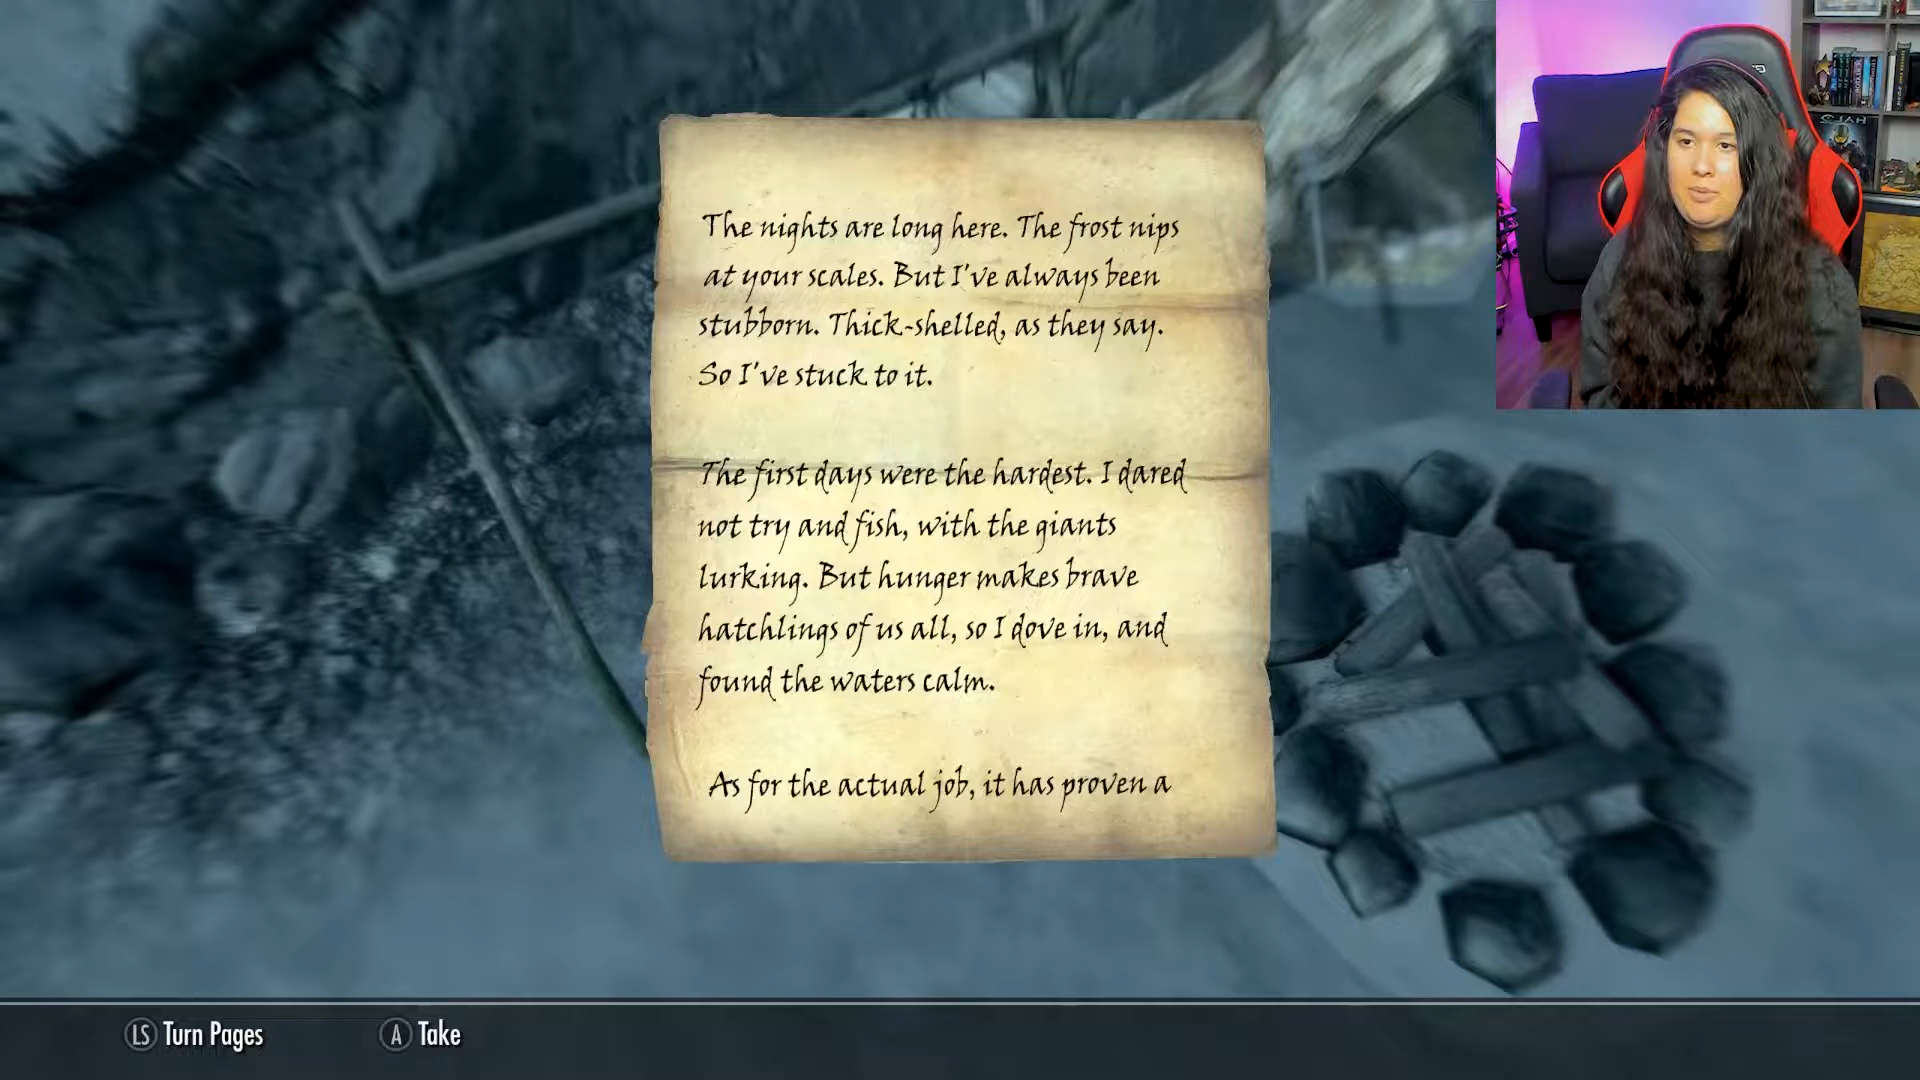 The nights are long here. The frost nips
at your scales. But I've always been
stubborn. Thick-shelled, as they say.
So I've stuck to it.
The first days were the hardest. I dared
not try and fish, with the giants
lurking. But hunger makes brave
hatchlings of us all, so I dove in, and
found the waters calm.
As for the actual job, it has proven a
LS Turn Pages
A Take
HALO